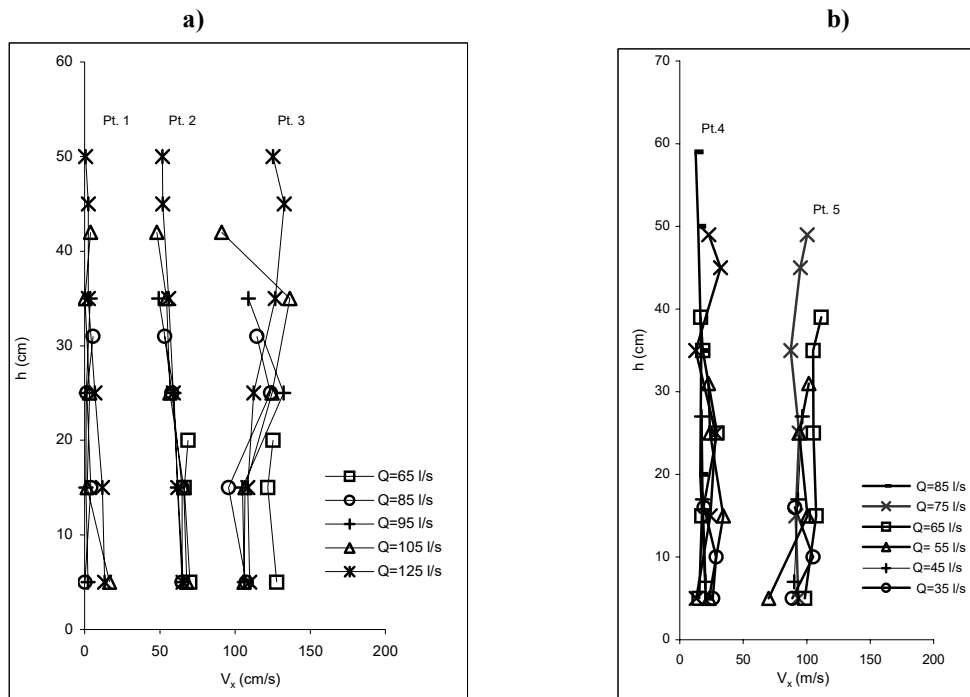 a)
60
50
40
30
20
10
0
h (cm)
Pt. 1
Pt. 2
Pt. 3
Q=65 l/s
Q=85 l/s
Q=95 l/s
Q=105 l/s
Q=125 l/s
0 50 100 150 200
Vx (cm/s)
b)
70
60
50
40
30
20
10
0
h (cm)
Pt.4
Pt. 5
Q=85 l/s
Q=75 l/s
Q=65 l/s
Q= 55 l/s
Q=45 l/s
Q=35 l/s
0 50 100 150 200
Vx (m/s)